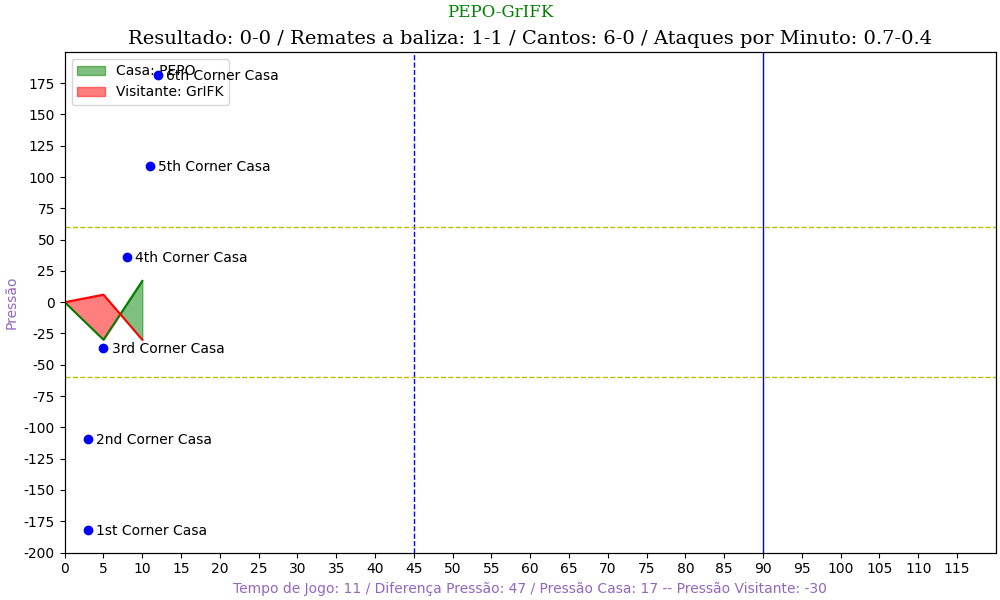 PEPO-GrIFK
Resultado: 0-0 / Remates a baliza: 1-1 / Cantos: 6-0 / Ataques por Minuto: 0.7-0.4
Casa: PEPO
Visitante: GrIFK
6th Corner Casa
5th Corner Casa
4th Corner Casa
3rd Corner Casa
2nd Corner Casa
1st Corner Casa
Pressão
175
150
125
100
75
50
25
0
-25
-50
-75
-100
-125
-150
-175
-200
0 5 10 15 20 25 30 35 40 45 50 55 60 65 70 75 80 85 90 95 100 105 110 115
Tempo de Jogo: 11 / Diferença Pressão: 47 / Pressão Casa: 17 -- Pressão Visitante: -30